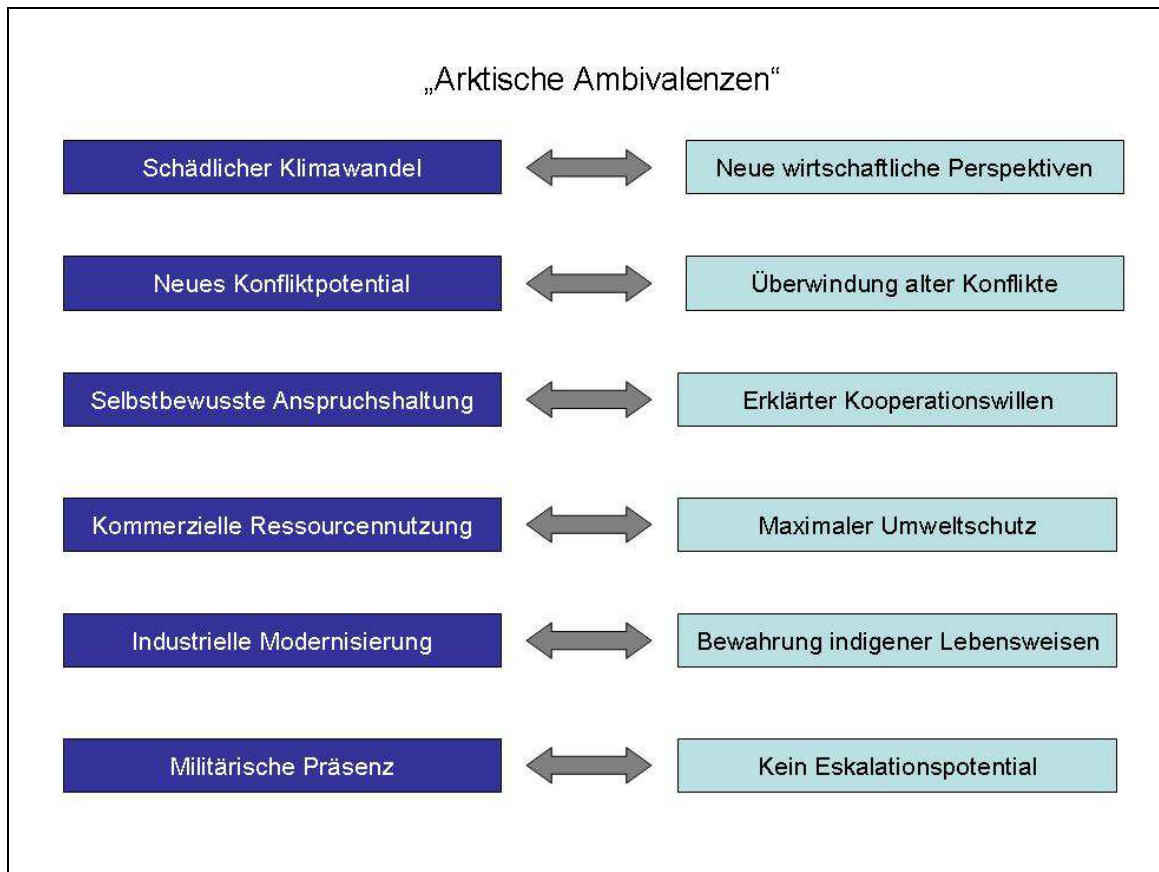 „Arktische Ambivalenzen“
Schädlicher Klimawandel
Neue wirtschaftliche Perspektiven
Neues Konfliktpotential
Überwindung alter Konflikte
Selbstbewusste Anspruchshaltung
Erklärter Kooperationswillen
Kommerzielle Ressourcennutzung
Maximaler Umweltschutz
Industrielle Modernisierung
Bewahrung indigener Lebensweisen
Militärische Präsenz
Kein Eskalationspotential